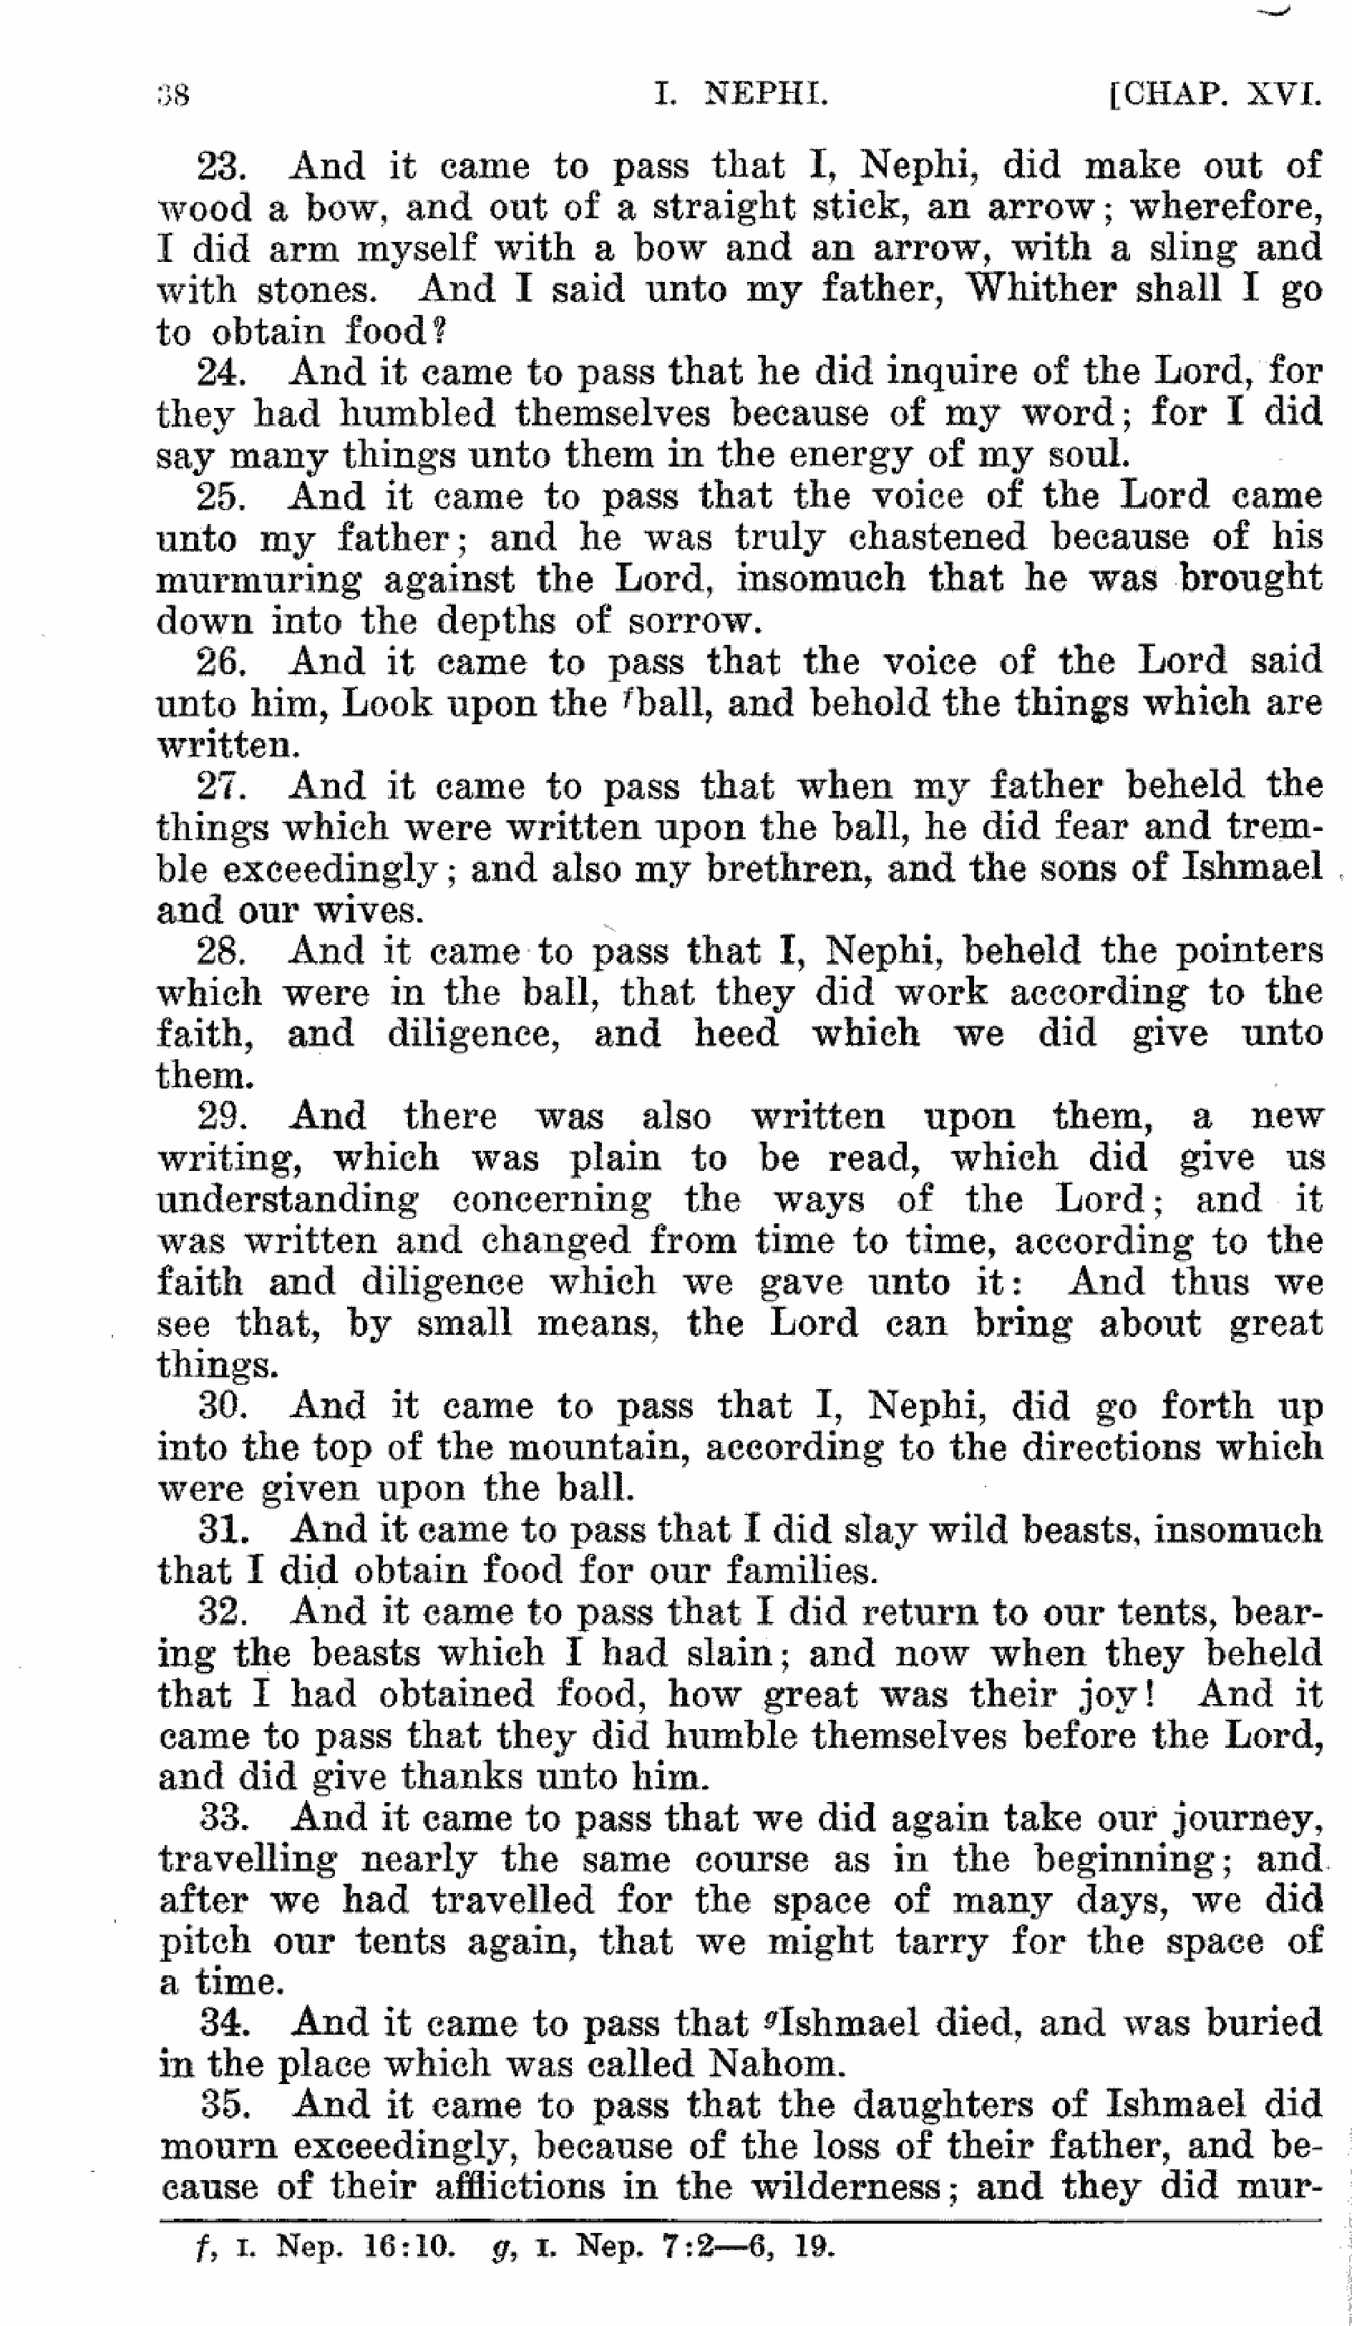 38 I. NEPHI. [CHAP. XVI.
23. And it came to pass that I, Nephi, did make out of
wood a bow, and out of a straight stick, an arrow; wherefore,
I did arm myself with a bow and an arrow, with a sling and
with stones. And I said unto my father, Whither shall I go
to obtain food?
24. And it came to pass that he did inquire of the Lord, for
they had humbled themselves because of my word; for I did
say many things unto them in the energy of my soul.
25. And it came to pass that the voice of the Lord came
unto my father; and he was truly chastened because of his
murmuring against the Lord, insomuch that he was brought
down into the depths of sorrow.
26. And it came to pass that the voice of the Lord said
unto him, Look upon the fball, and behold the things which are
written.
27. And it came to pass that when my father beheld the
things which were written upon the ball, he did fear and trem-
ble exceedingly; and also my brethren, and the sons of Ishmael
and our wives.
28. And it came to pass that I, Nephi, beheld the pointers
which were in the ball, that they did work according to the
faith, and diligence, and heed which we did give unto
them.
29. And there was also written upon them, a new
writing, which was plain to be read, which did give us
understanding concerning the ways of the Lord; and it
was written and changed from time to time, according to the
faith and diligence which we gave unto it: And thus we
see that, by small means, the Lord can bring about great
things.
30. And it came to pass that I, Nephi, did go forth up
into the top of the mountain, according to the directions which
were given upon the ball.
31. And it came to pass that I did slay wild beasts, insomuch
that I did obtain food for our families.
32. And it came to pass that I did return to our tents, bear-
ing the beasts which I had slain; and now when they beheld
that I had obtained food, how great was their joy! And it
came to pass that they did humble themselves before the Lord,
and did give thanks unto him.
33. And it came to pass that we did again take our journey,
travelling nearly the same course as in the beginning; and
after we had travelled for the space of many days, we did
pitch our tents again, that we might tarry for the space of
a time.
34. And it came to pass that gIshmael died, and was buried
in the place which was called Nahom.
35. And it came to pass that the daughters of Ishmael did
mourn exceedingly, because of the loss of their father, and be-
cause of their afflictions in the wilderness; and they did mur-
f, I. Nep. 16:10. g, I. Nep. 7:2—6, 19.